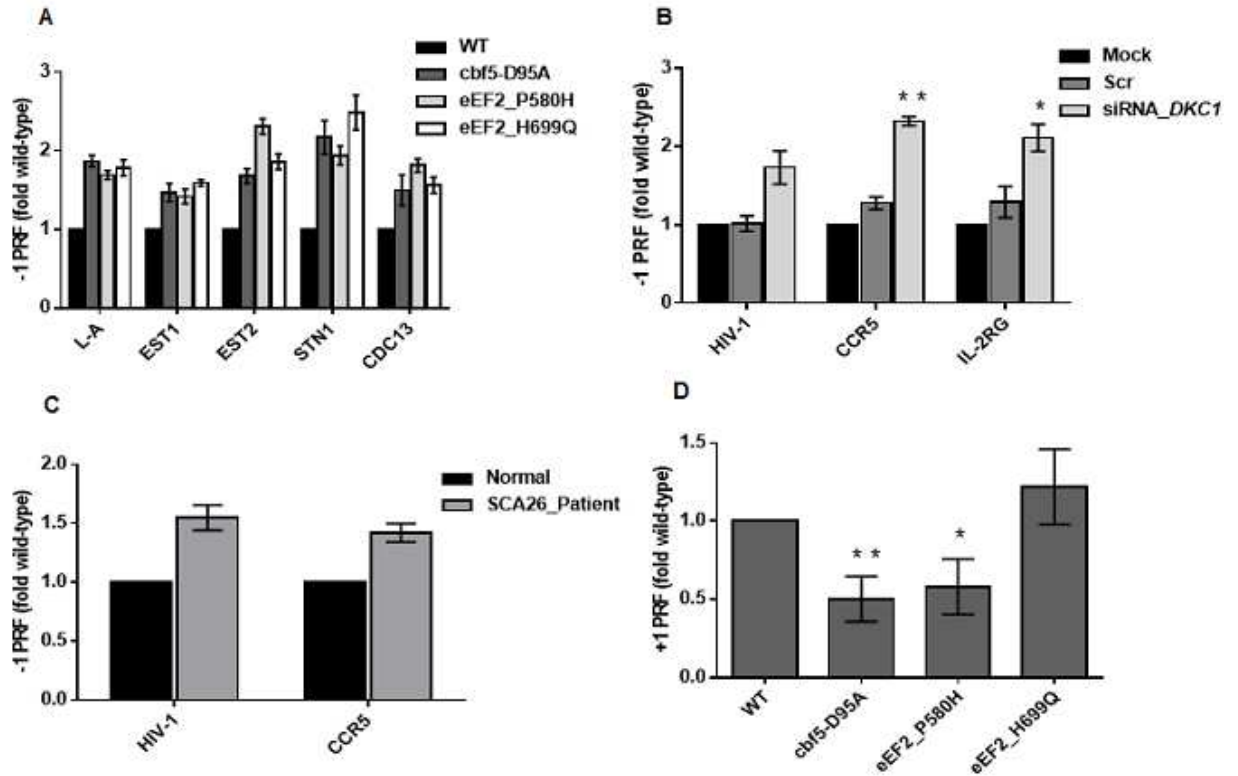 A
WT
cbf5-D95A
eEF2_P580H
eEF2_H699Q
-1 PRF (fold wild-type)
3
2
1
0
L-A
EST1
EST2
STN1
CDC13
B
Mock
Scr
siRNA_DKC1
-1 PRF (fold wild-type)
3
2
1
0
* *
*
HIV-1
CCR5
IL-2RG
C
Normal
SCA26_Patient
-1 PRF (fold wild-type)
2.0
1.5
1.0
0.5
0.0
HIV-1
CCR5
D
+1 PRF (fold wild-type)
1.5
1.0
0.5
0.0
* *
*
WT
cbf5-D95A
eEF2_P580H
eEF2_H699Q